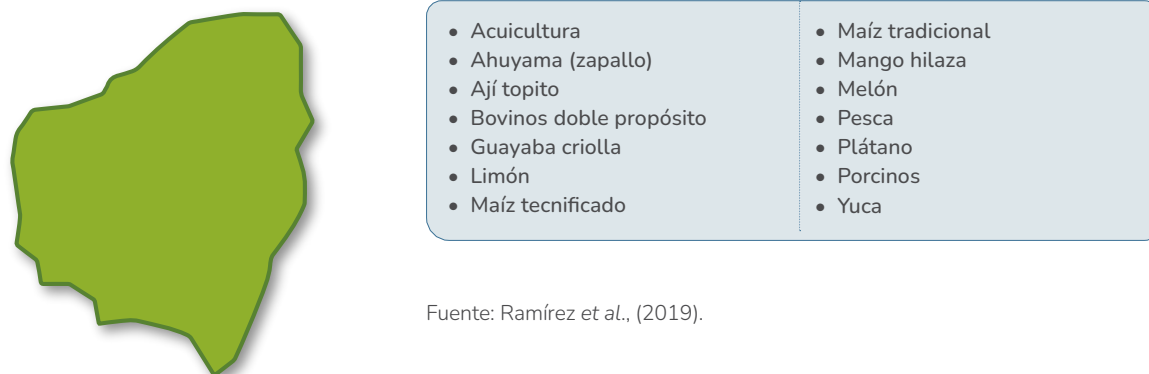 • Acuicultura
• Ahuyama (zapallo)
• Ají topito
• Bovinos doble propósito
• Guayaba criolla
• Limón
• Maíz tecnificado
• Maíz tradicional
• Mango hilaza
• Melón
• Pesca
• Plátano
• Porcinos
• Yuca
Fuente: Ramírez et al., (2019).